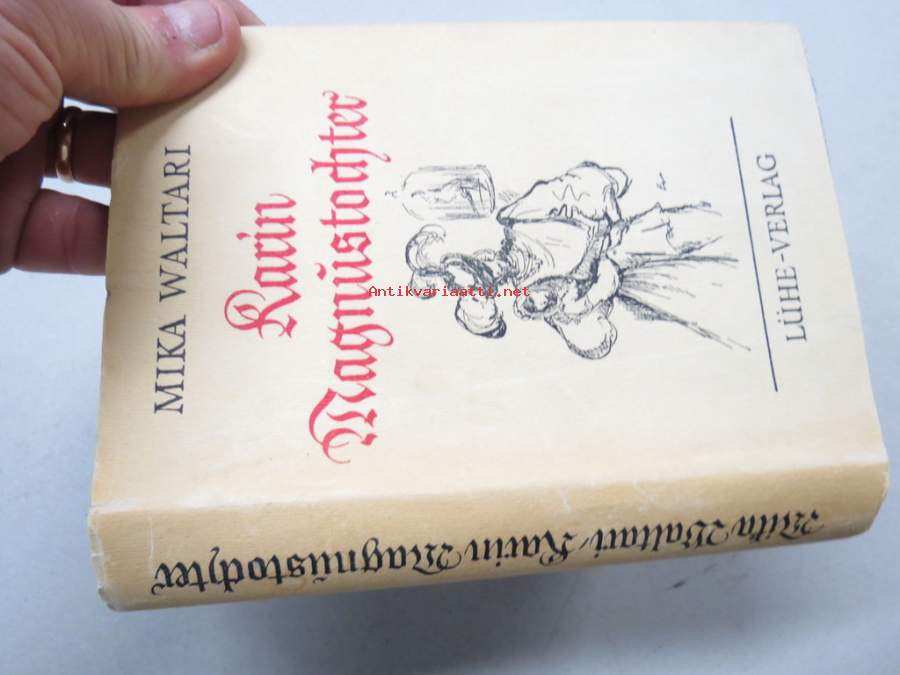 MIKA WALTARI
Karin
Magnustochter
LÜHE-VERLAG
Mika Waltari / Karin Magnustochter
Antikvariaatti.net